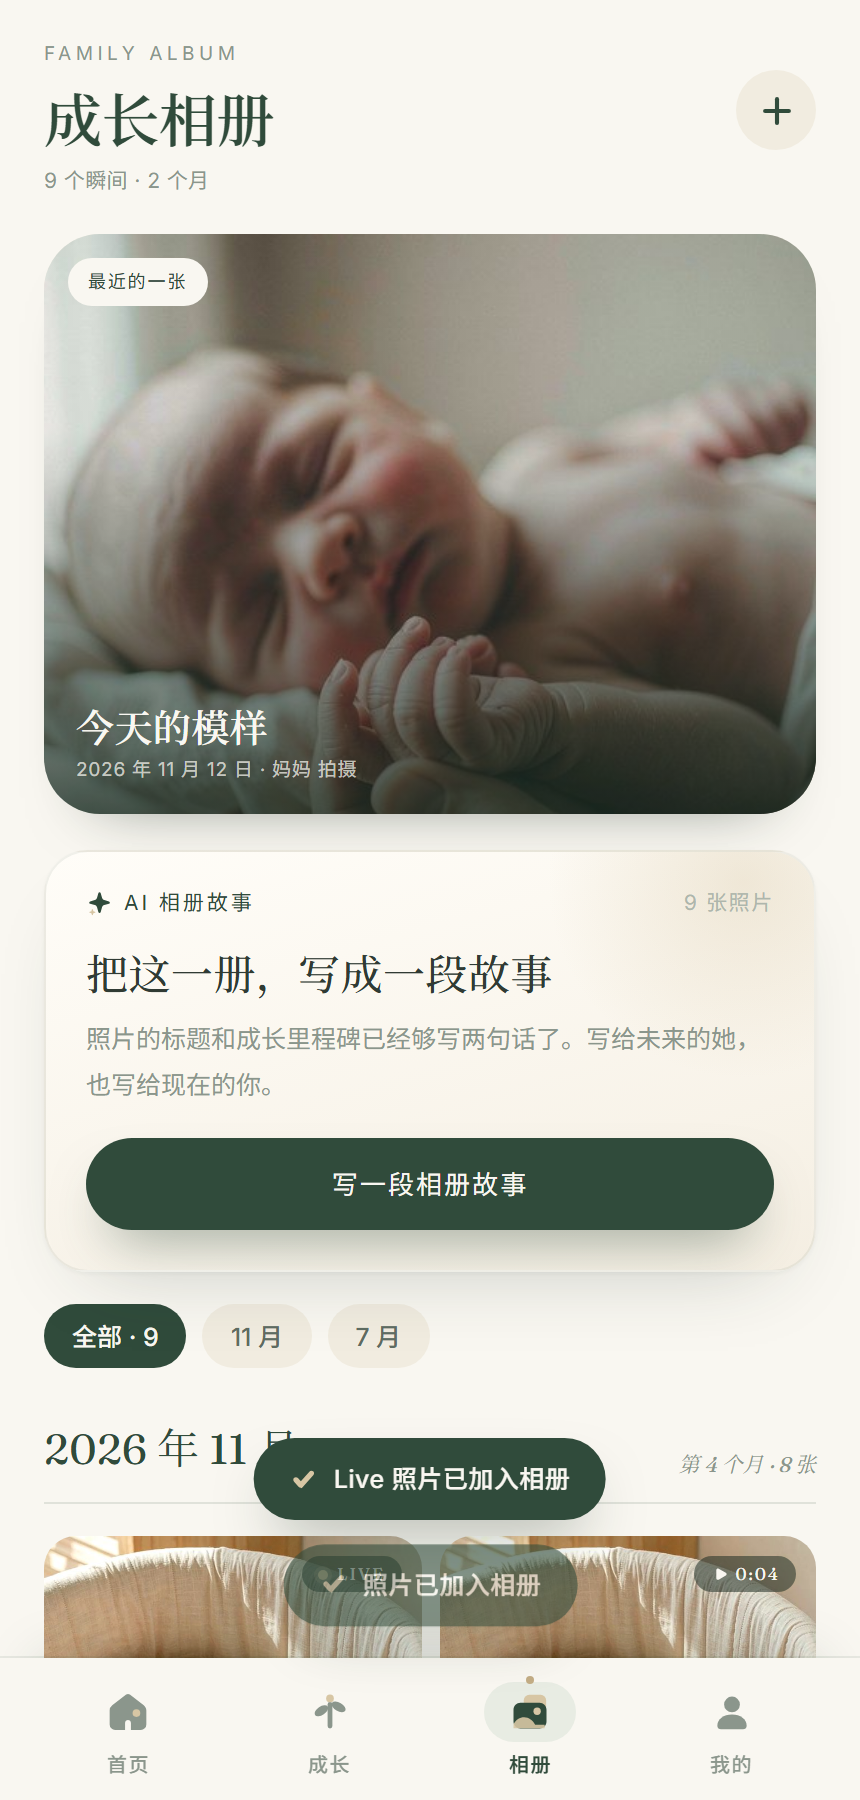 FAMILY ALBUM
成长相册
9 个瞬间 · 2 个月
最近的一张
今天的模样
2026 年 11 月 12 日 · 妈妈 拍摄
AI 相册故事
9 张照片
把这一册，写成一段故事
照片的标题和成长里程碑已经够写两句话了。写给未来的她，
也写给现在的你。
写一段相册故事
全部 · 9
11 月
7 月
2026 年 11 月
第 4 个月 · 8 张
Live 照片已加入相册
LIVE
照片已加入相册
0:04
首页
成长
相册
我的